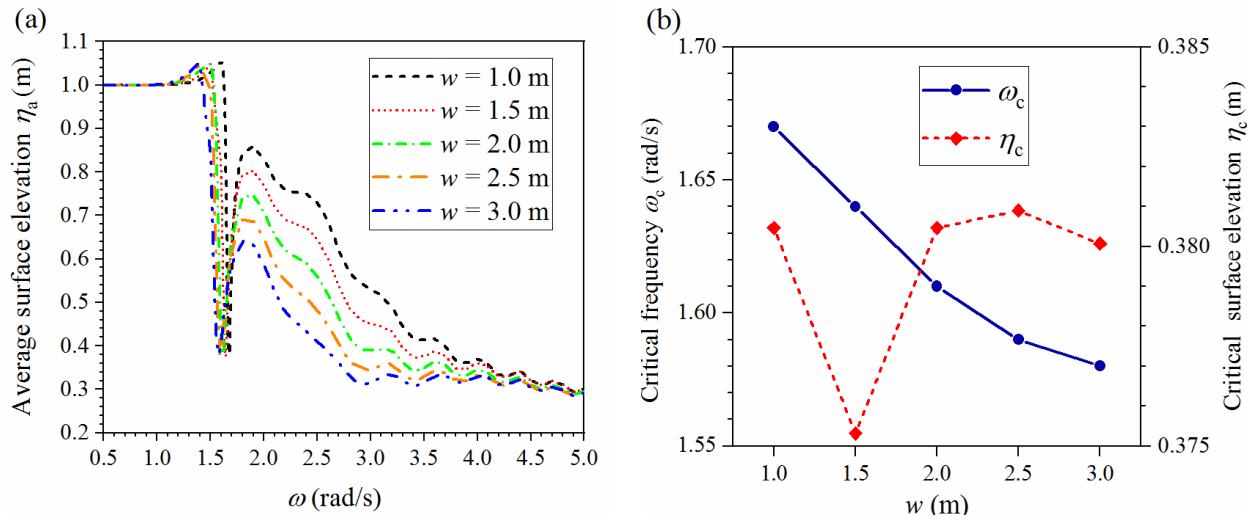 (a)
Average surface elevation ηa (m)
1.1
1.0
0.9
0.8
0.7
0.6
0.5
0.4
0.3
0.2
w = 1.0 m
w = 1.5 m
w = 2.0 m
w = 2.5 m
w = 3.0 m
0.5 1.0 1.5 2.0 2.5 3.0 3.5 4.0 4.5 5.0
ω (rad/s)
(b)
Critical frequency ωc (rad/s)
1.70
1.65
1.60
1.55
ωc
ηc
0.385
0.380
0.375
Critical surface elevation ηc (m)
1.0 1.5 2.0 2.5 3.0
w (m)